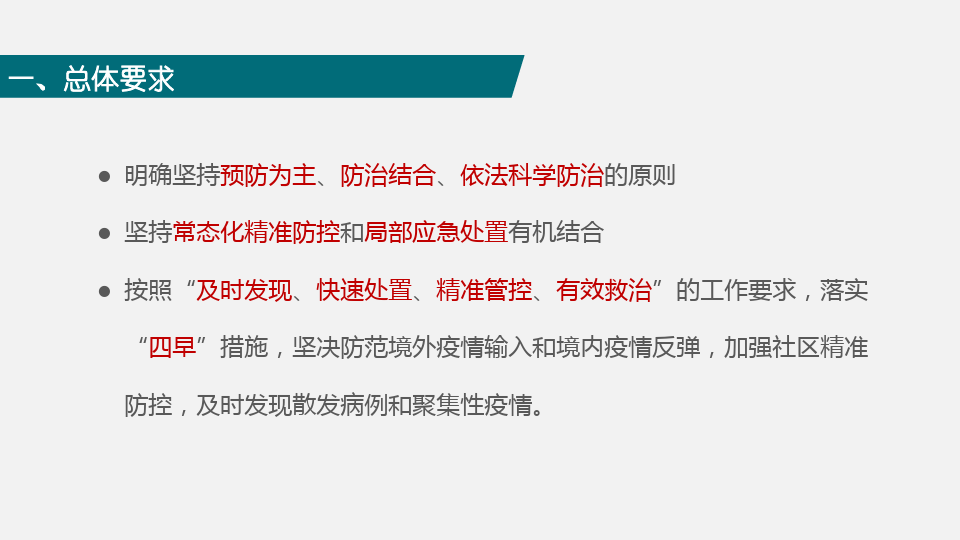 一、总体要求
● 明确坚持预防为主、防治结合、依法科学防治的原则
● 坚持常态化精准防控和局部应急处置有机结合
● 按照“及时发现、快速处置、精准管控、有效救治”的工作要求，落实
“四早”措施，坚决防范境外疫情输入和境内疫情反弹，加强社区精准
防控，及时发现散发病例和聚集性疫情。